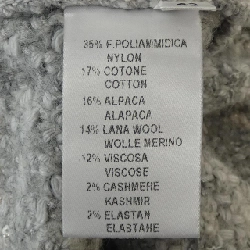 35% F.POLIAMMIDICA
NYLON
17% COTONE
COTTON
16% ALPACA
ALAPACA
14% LANA WOOL
WOLLE MERINO
12% VISCOSA
VISCOSE
2% CASHMERE
KASHMIR
2% ELASTAN
ELASTANE